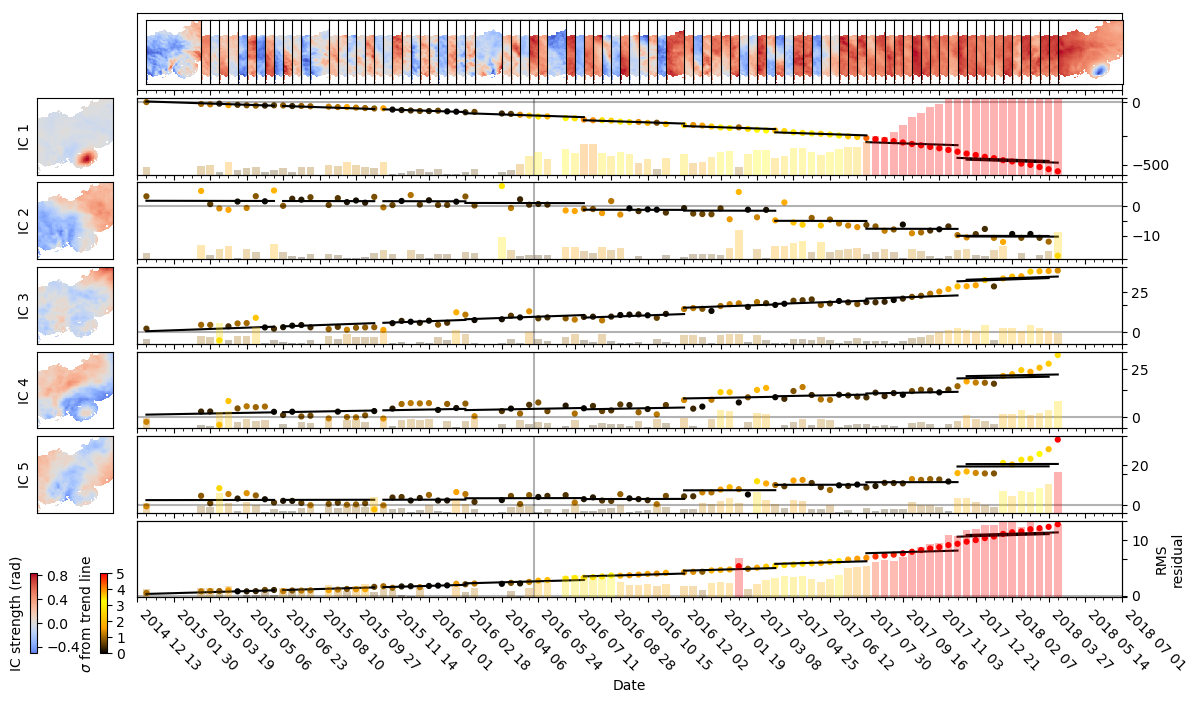 IC 1
0
−500
IC 2
0
−10
IC 3
25
0
IC 4
25
0
IC 5
20
0
10
0
RMS
residual
IC strength (rad)
0.8
0.4
0.0
−0.4
σ from trend line
5
4
3
2
1
0
2014 12 13
2015 01 30
2015 03 19
2015 05 06
2015 06 23
2015 08 10
2015 09 27
2015 11 14
2016 01 01
2016 02 18
2016 04 06
2016 05 24
2016 07 11
2016 08 28
2016 10 15
2016 12 02
2017 01 19
2017 03 08
2017 04 25
2017 06 12
2017 07 30
2017 09 16
2017 11 03
2017 12 21
2018 02 07
2018 03 27
2018 05 14
2018 07 01
Date